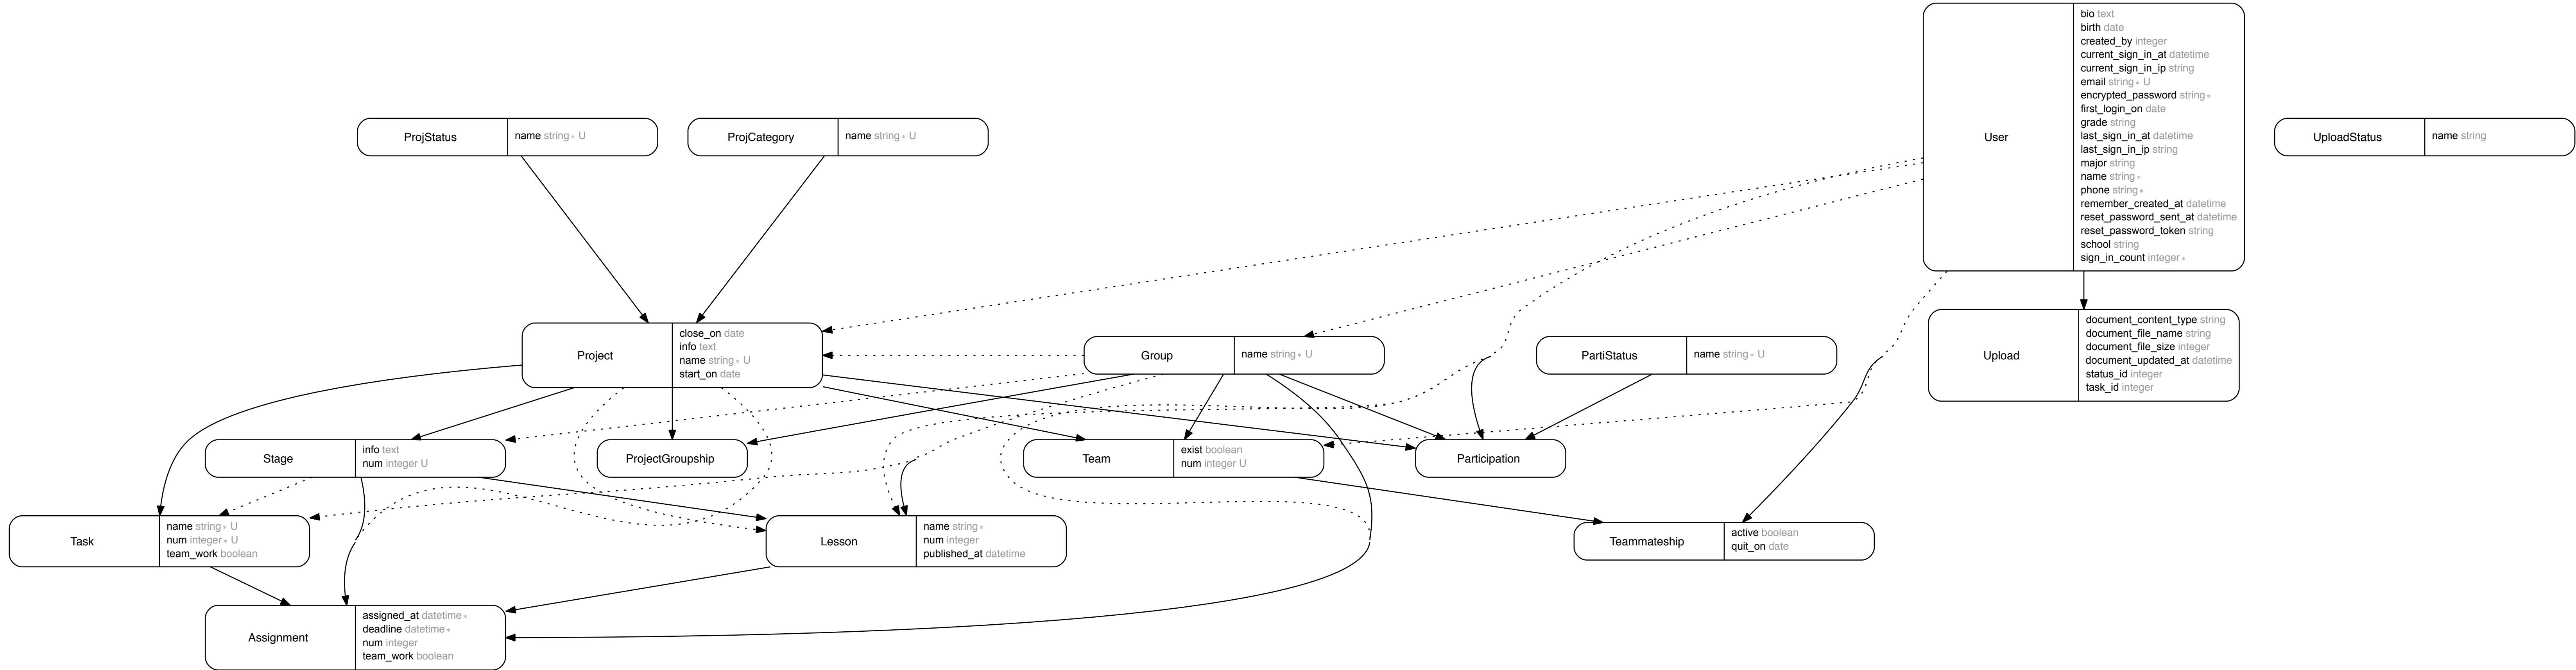 User
bio text
birth date
created_by integer
current_sign_in_at datetime
current_sign_in_ip string
email string * U
encrypted_password string *
first_login_on date
grade string
last_sign_in_at datetime
last_sign_in_ip string
major string
name string *
phone string *
remember_created_at datetime
reset_password_sent_at datetime
reset_password_token string
school string
sign_in_count integer *
ProjStatus
name string * U
ProjCategory
name string * U
UploadStatus
name string
Project
close_on date
info text
name string * U
start_on date
Group
name string * U
PartiStatus
name string * U
Upload
document_content_type string
document_file_name string
document_file_size integer
document_updated_at datetime
status_id integer
task_id integer
Stage
info text
num integer U
ProjectGroupship
Team
exist boolean
num integer U
Participation
Task
name string * U
num integer * U
team_work boolean
Lesson
name string *
num integer
published_at datetime
Teammateship
active boolean
quit_on date
Assignment
assigned_at datetime *
deadline datetime *
num integer
team_work boolean